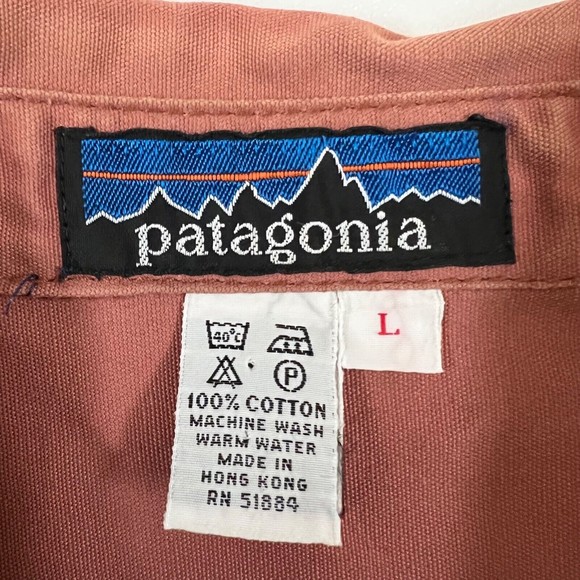 patagonia
L
40°C
P
100% COTTON
MACHINE WASH
WARM WATER
MADE IN
HONG KONG
RN 51884